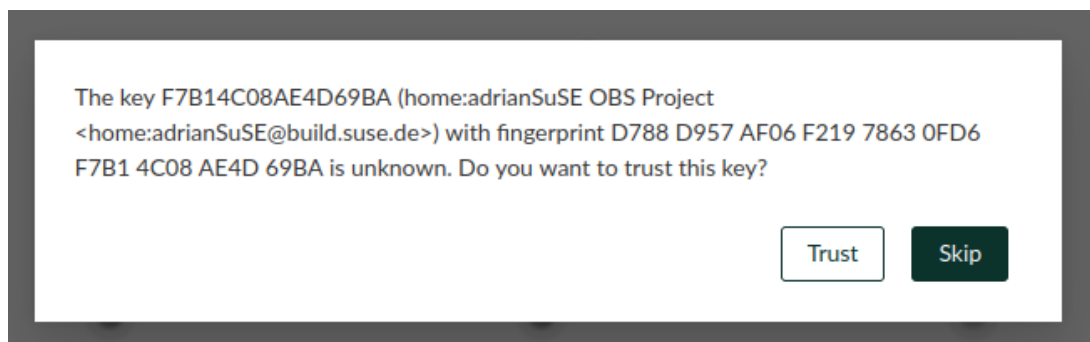 The key F7B14C08AE4D69BA (home:adrianSuSE OBS Project
<home:adrianSuSE@build.suse.de>) with fingerprint D788 D957 AF06 F219 7863 0FD6
F7B1 4C08 AE4D 69BA is unknown. Do you want to trust this key?
Trust
Skip